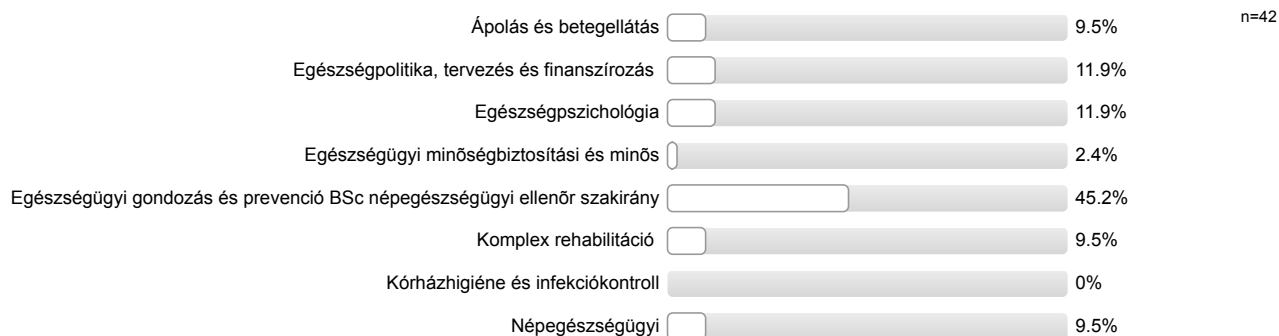 Ápolás és betegellátás 9.5% n=42
Egészségpolitika, tervezés és finanszírozás 11.9%
Egészségpszichológia 11.9%
Egészségügyi minõségbiztosítási és minõs 2.4%
Egészségügyi gondozás és prevenció BSc népegészségügyi ellenõr szakirány 45.2%
Komplex rehabilitáció 9.5%
Kórházhigiéne és infekciókontroll 0%
Népegészségügyi 9.5%